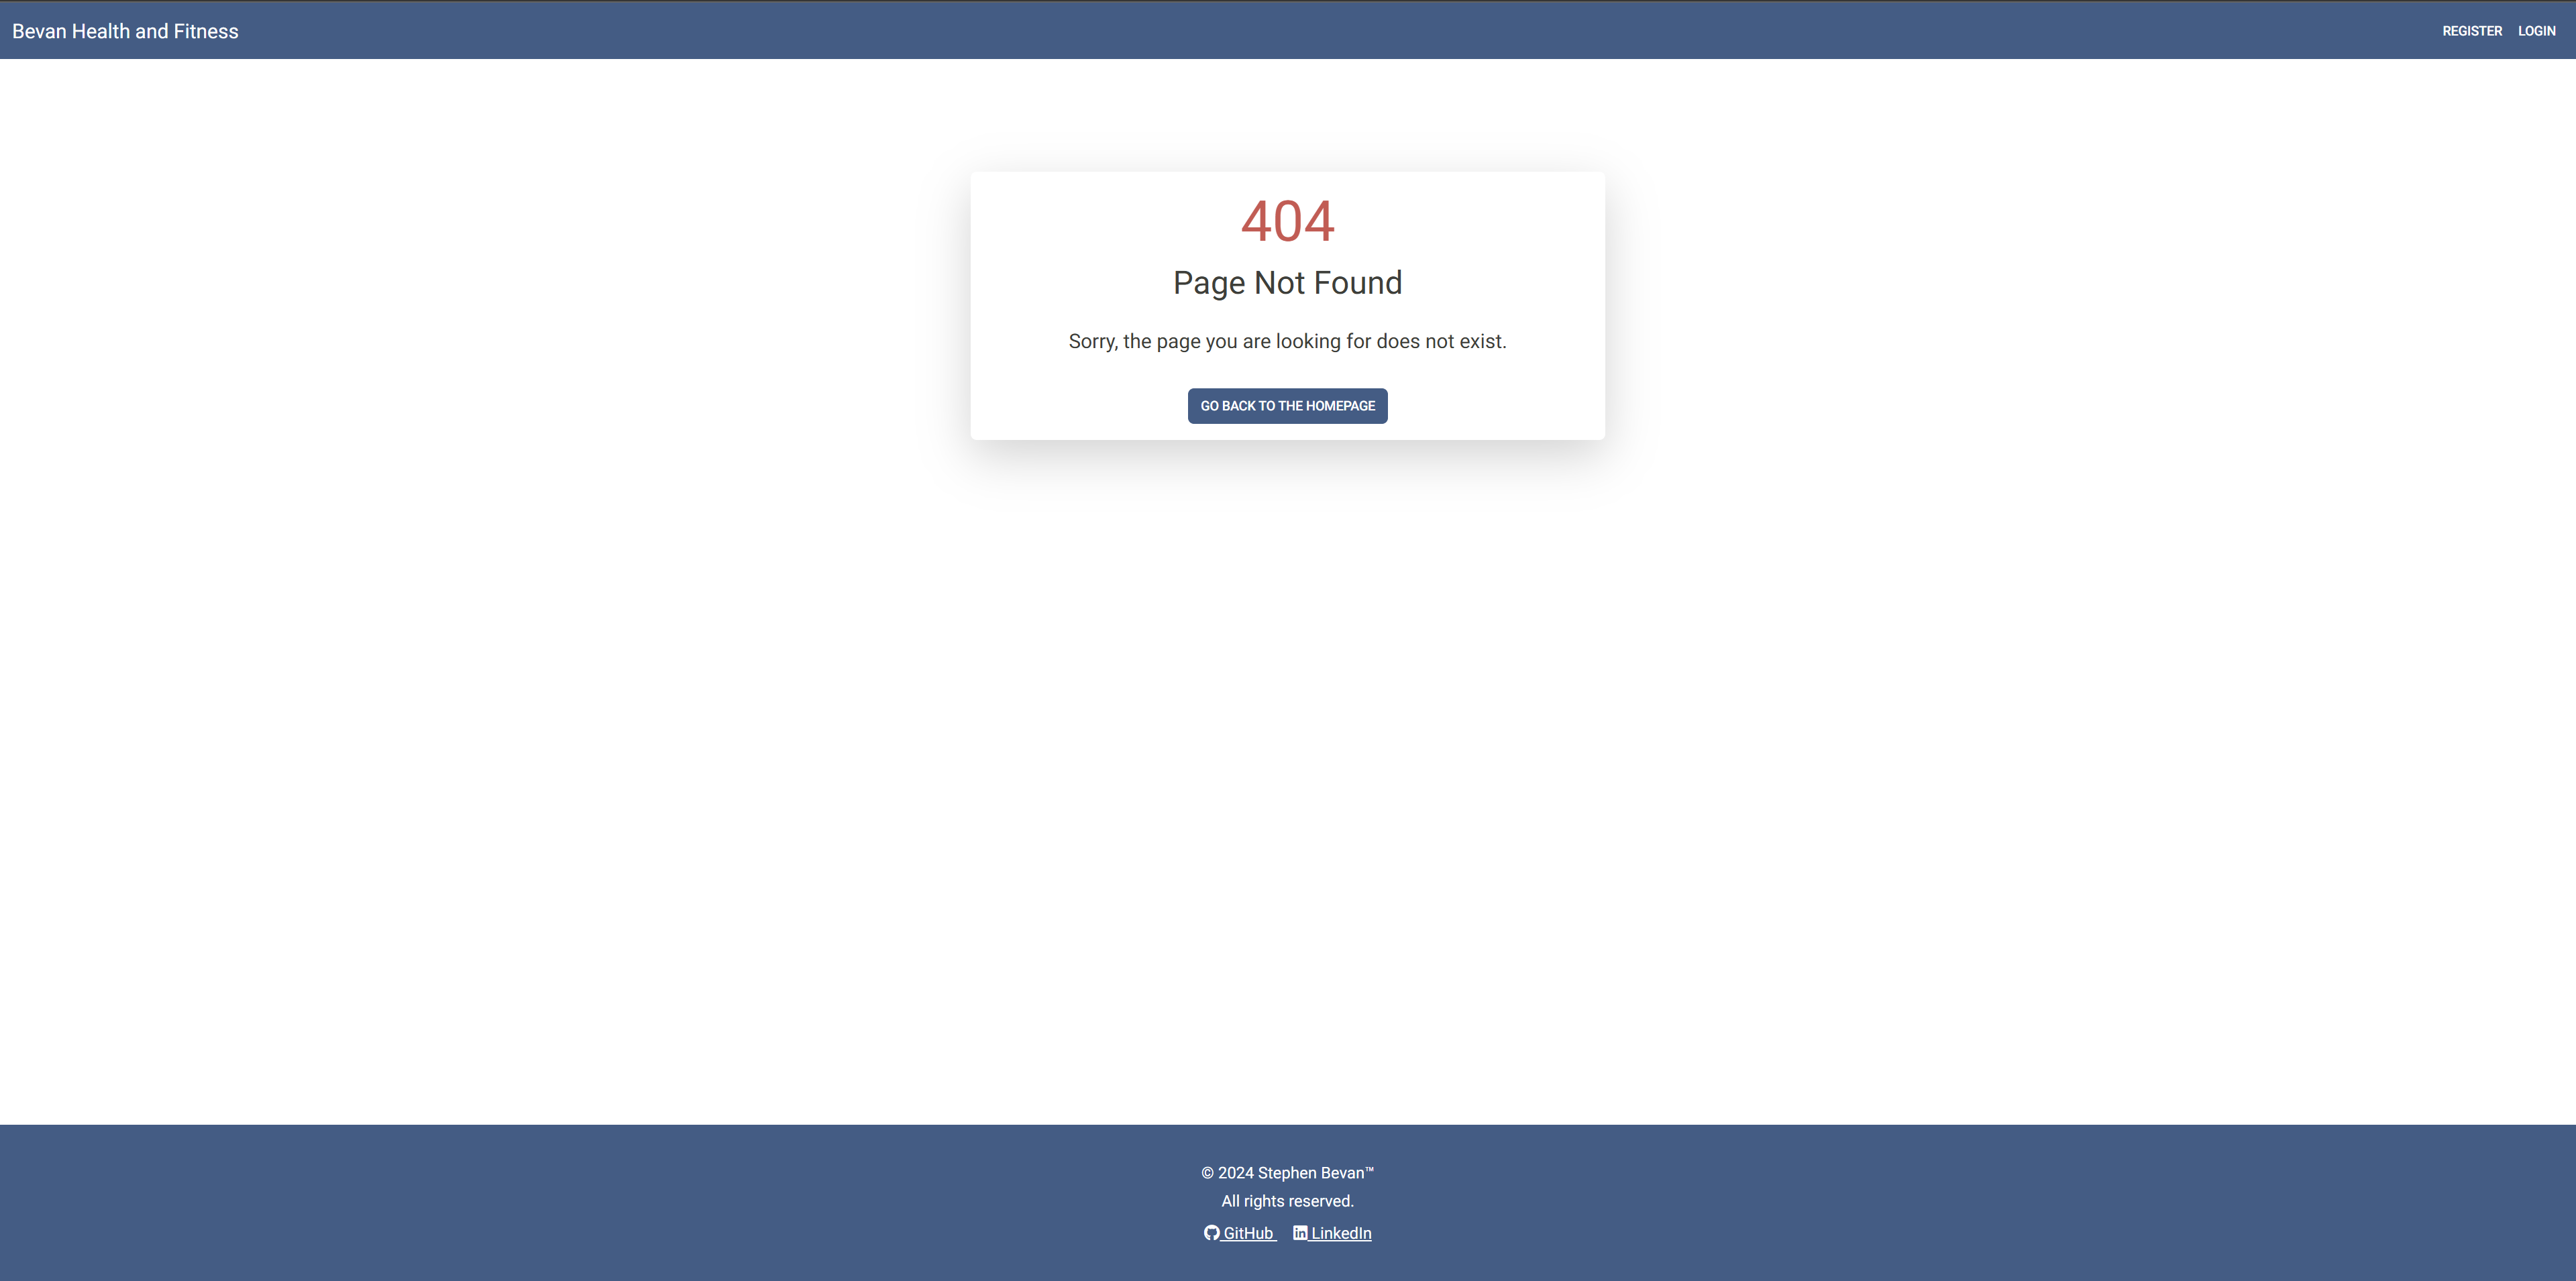 Bevan Health and Fitness
REGISTER LOGIN
404
Page Not Found
Sorry, the page you are looking for does not exist.
GO BACK TO THE HOMEPAGE
© 2024 Stephen Bevan™
All rights reserved.
GitHub LinkedIn